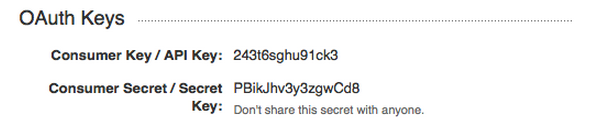 OAuth Keys
Consumer Key / API Key: 243t6sghu91ck3
Consumer Secret / Secret PBikJhv3y3zgwCd8
Key: Don't share this secret with anyone.